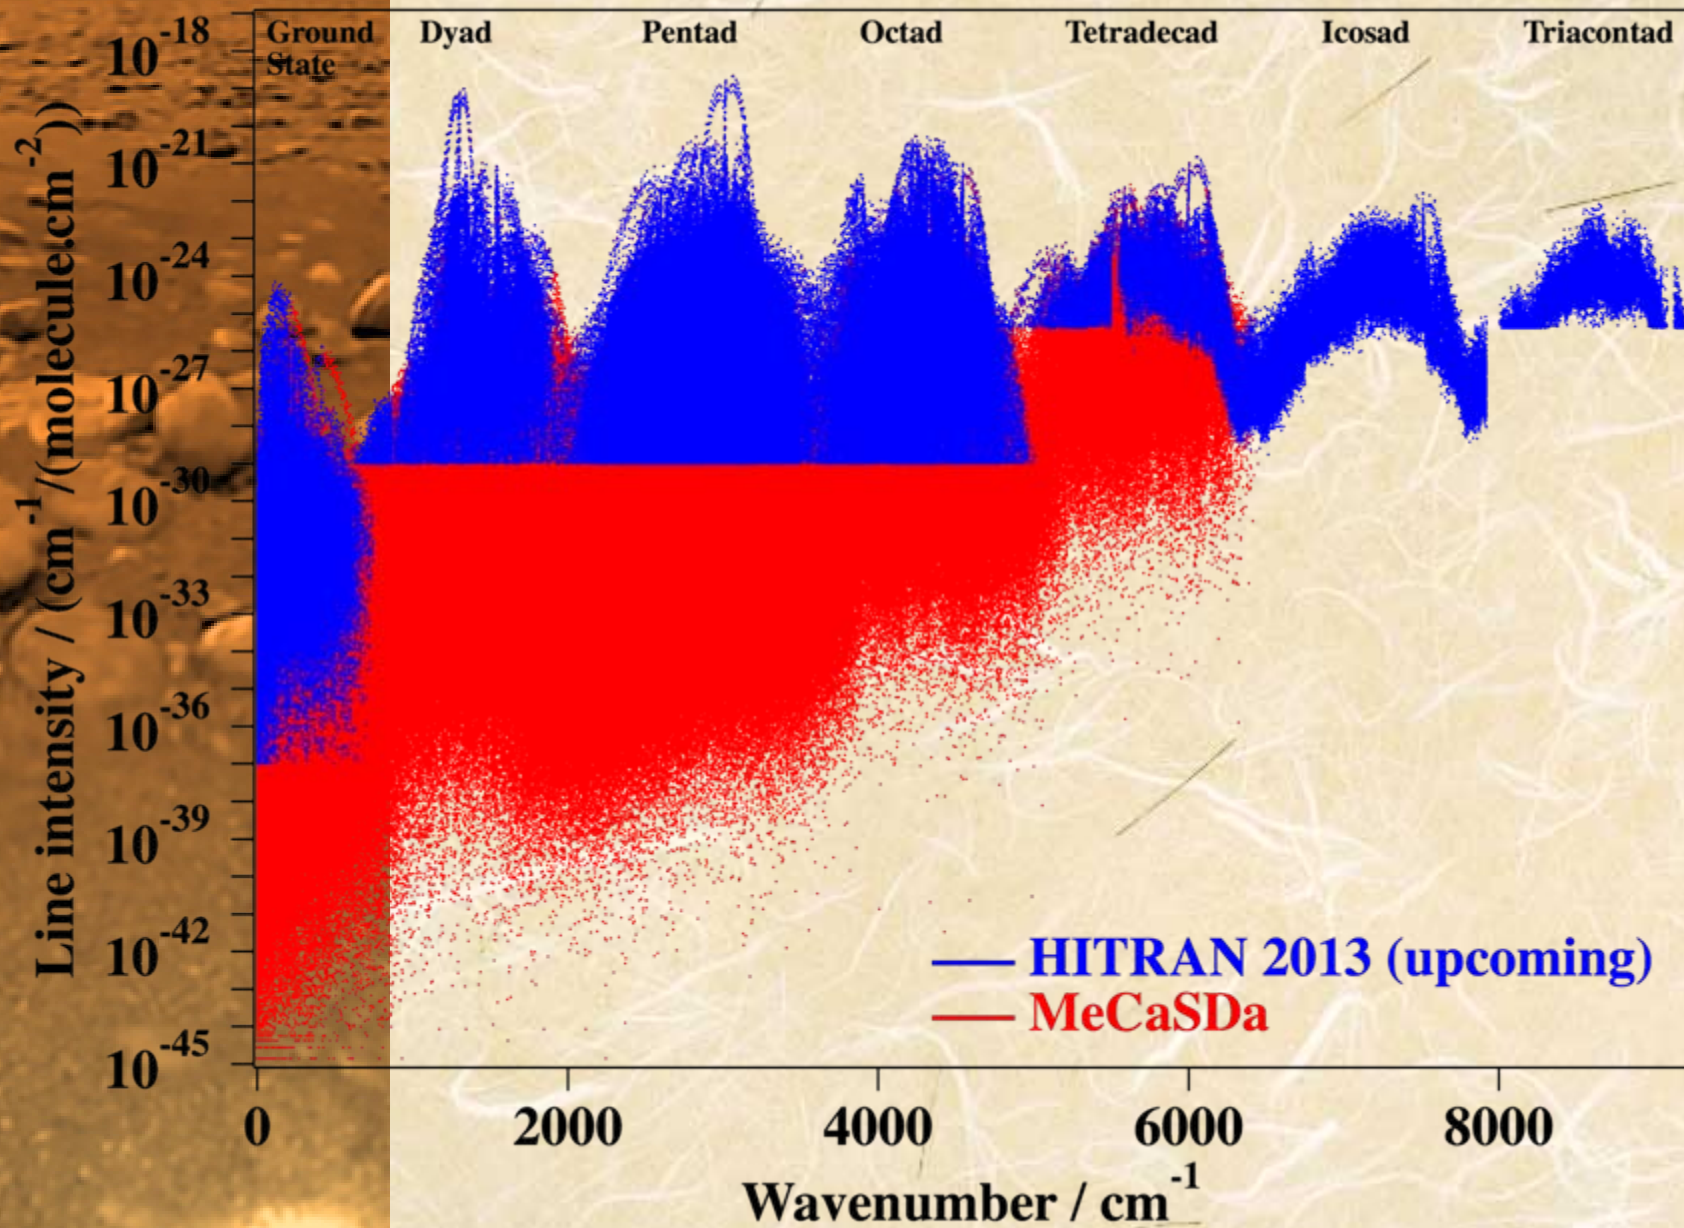 Ground State Dyad Pentad Octad Tetradecad Icosad Triacontad
Line intensity / (cm⁻¹/(molecule.cm⁻²))
10⁻¹⁸
10⁻²¹
10⁻²⁴
10⁻²⁷
10⁻³⁰
10⁻³³
10⁻³⁶
10⁻³⁹
10⁻⁴²
10⁻⁴⁵
HITRAN 2013 (upcoming)
MeCaSDa
0 2000 4000 6000 8000
Wavenumber / cm⁻¹